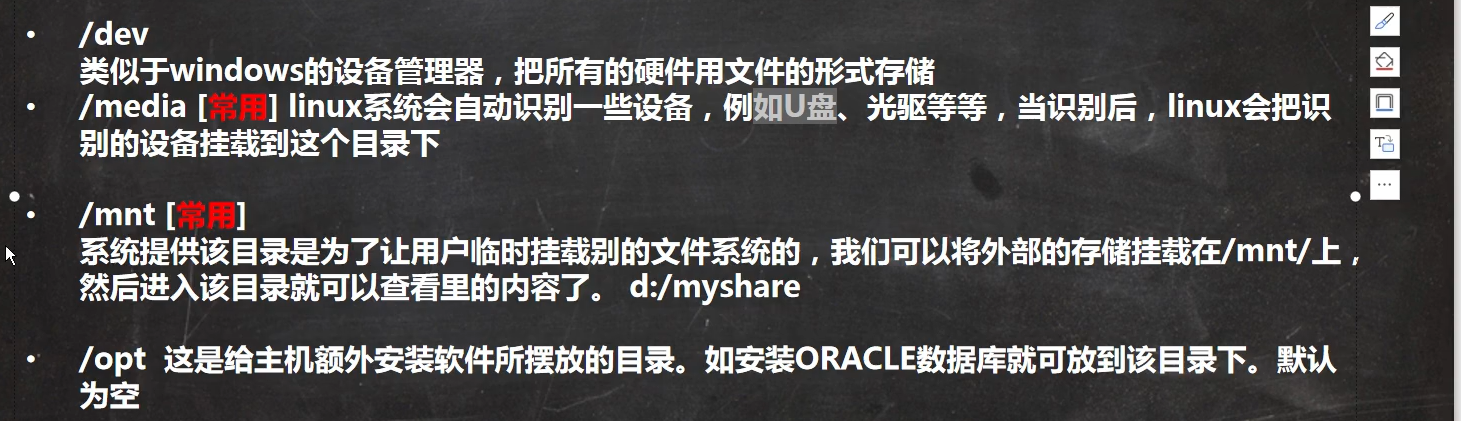 • /dev
类似于windows的设备管理器，把所有的硬件用文件的形式存储
• /media [常用] linux系统会自动识别一些设备，例如U盘、光驱等等，当识别后，linux会把识
别的设备挂载到这个目录下
• /mnt [常用]
系统提供该目录是为了让用户临时挂载别的文件系统的，我们可以将外部的存储挂载在/mnt/上，
然后进入该目录就可以查看里的内容了。 d:/myshare
• /opt 这是给主机额外安装软件所摆放的目录。如安装ORACLE数据库就可放到该目录下。默认
为空